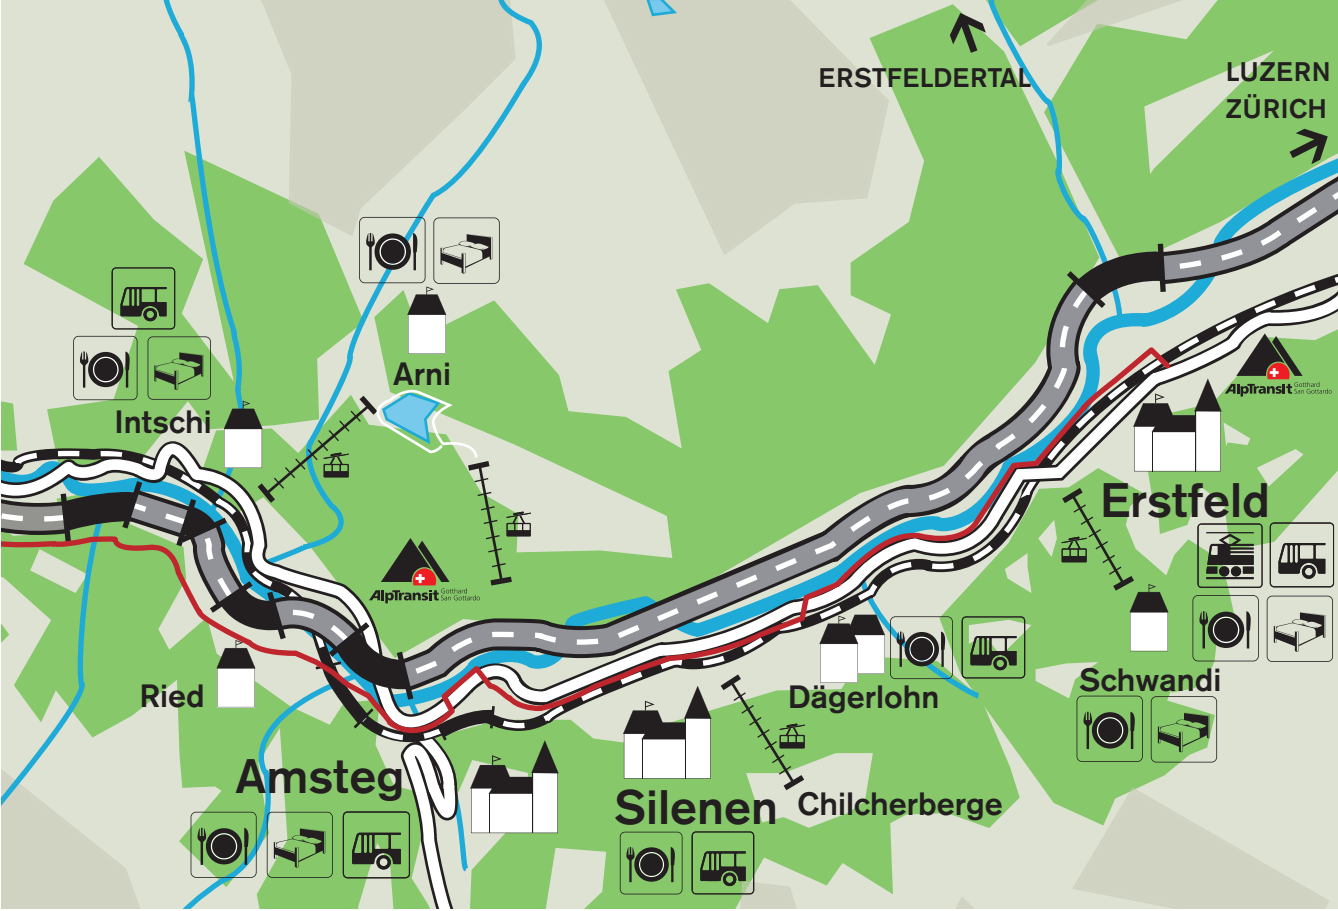 ERSTFELDERTAL
LUZERN
ZÜRICH
Arni
Intschi
AlpTransit Gotthard
San Gottardo
Erstfeld
AlpTransit Gotthard
San Gottardo
Ried
Dägerlohn
Schwandi
Amsteg
Silenen
Chilcherberge